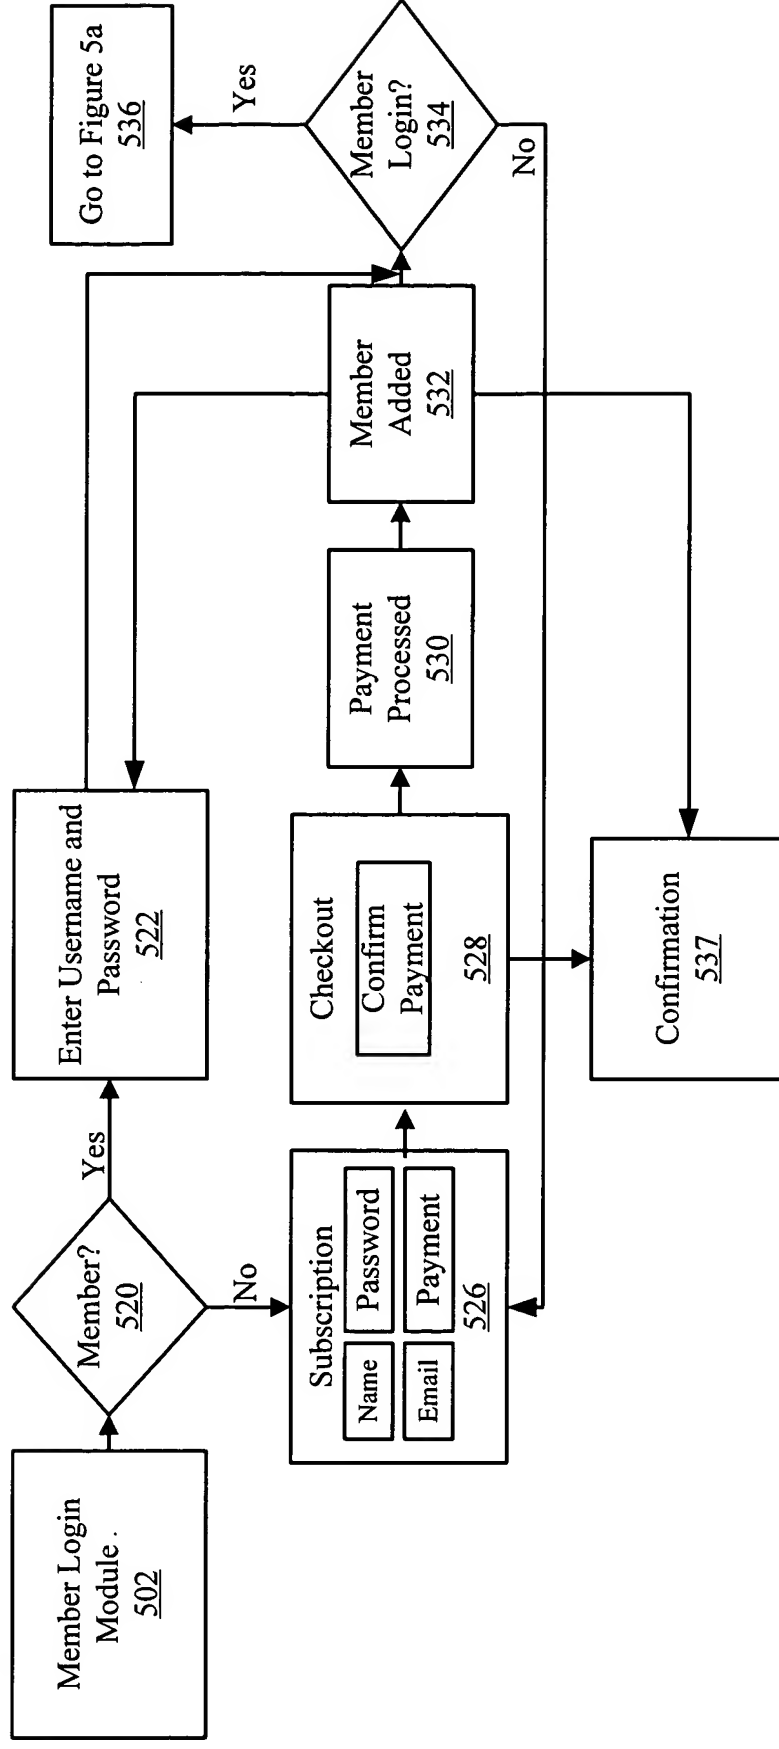 Member Login
Module .
502
Member?
520
Yes
No
Enter Username and
Password
522
Subscription
Name
Password
Email
Payment
526
Checkout
Confirm
Payment
528
Payment
Processed
530
Member
Added
532
Member
Login?
534
Yes
No
Go to Figure 5a
536
Confirmation
537